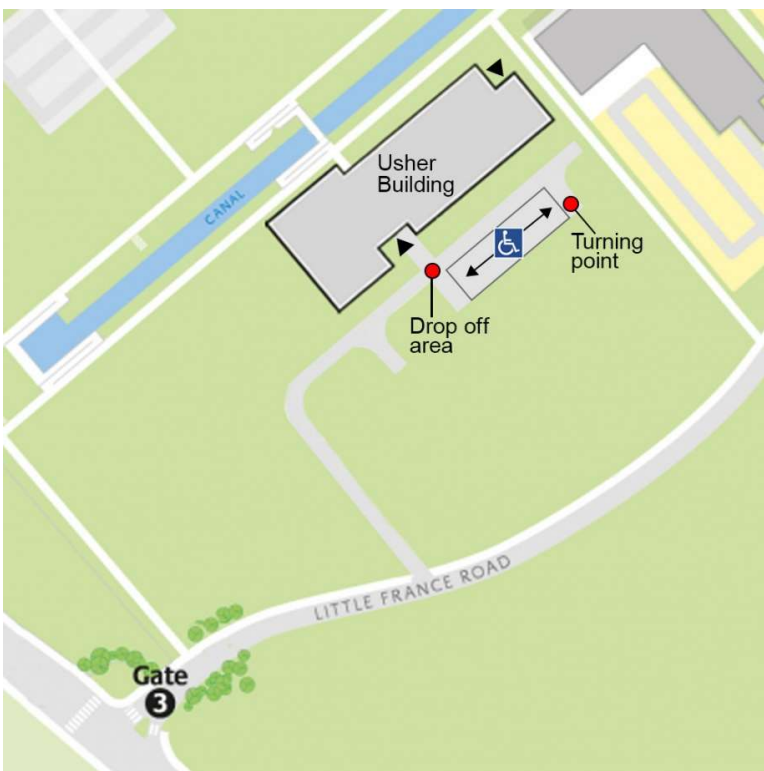 Usher
Building
CANAL
Turning
point
Drop off
area
LITTLE FRANCE ROAD
Gate
3